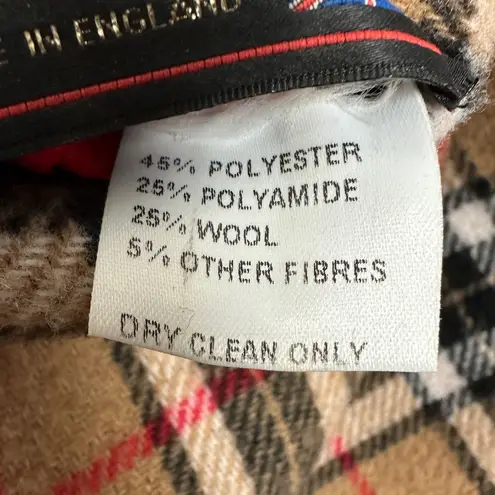 IN ENGLAND
45% POLYESTER
25% POLYAMIDE
25% WOOL
5% OTHER FIBRES
DRY CLEAN ONLY